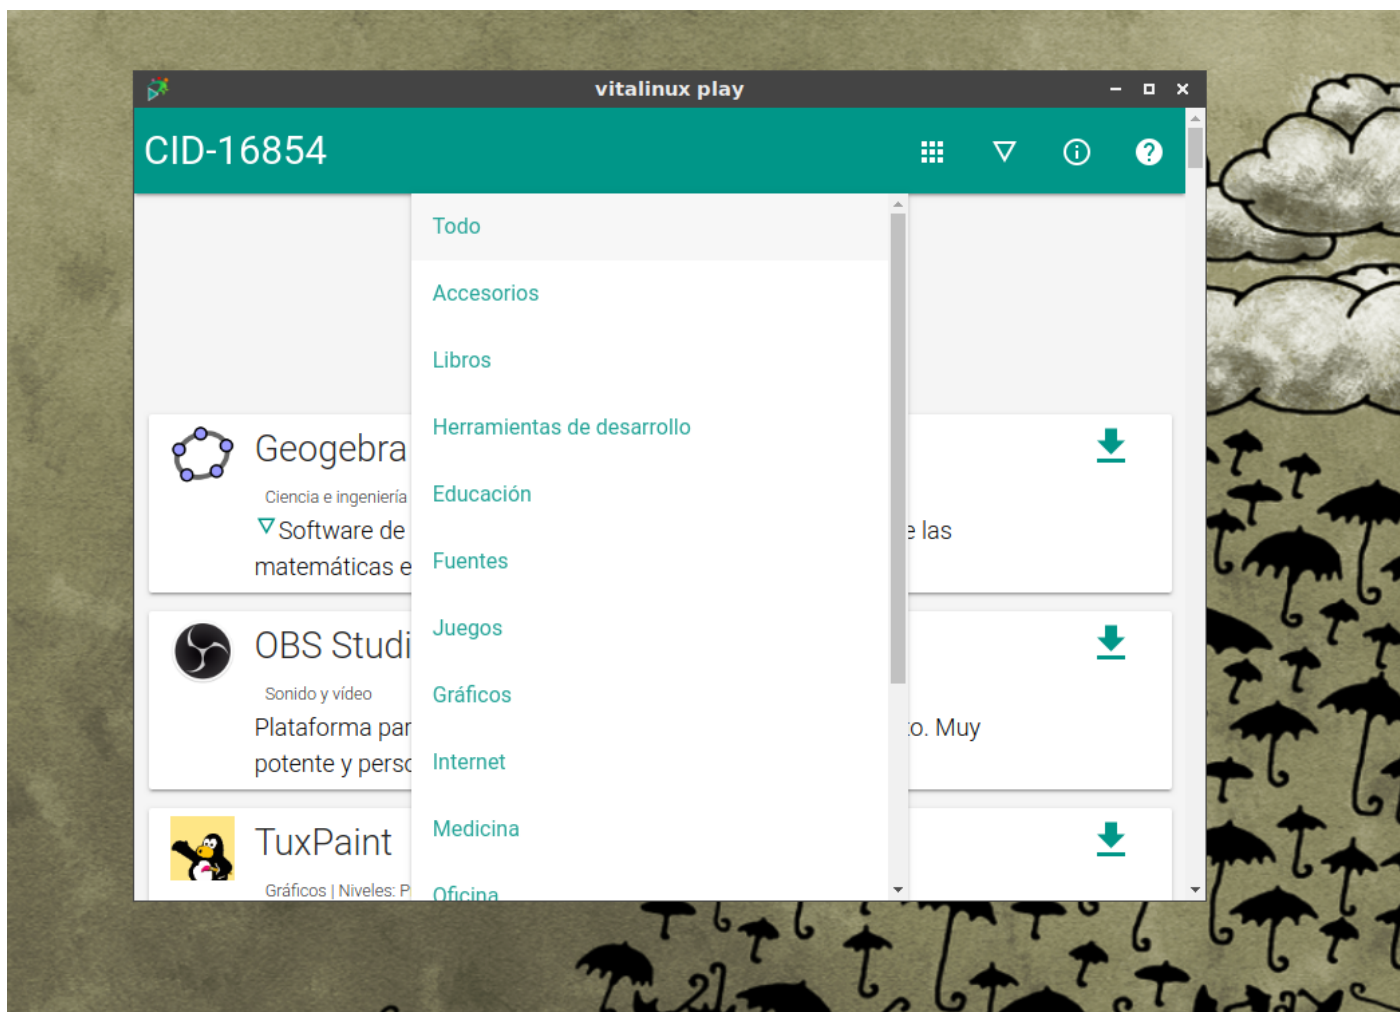 vitalinux play
CID-16854
Todo
Accesorios
Libros
Herramientas de desarrollo
Educación
Fuentes
Juegos
Gráficos
Internet
Medicina
Oficina
Geogebra
Ciencia e ingeniería
Software de
e las
matemáticas e
OBS Studi
Sonido y vídeo
Plataforma par
to. Muy
potente y perso
TuxPaint
Gráficos | Niveles: P